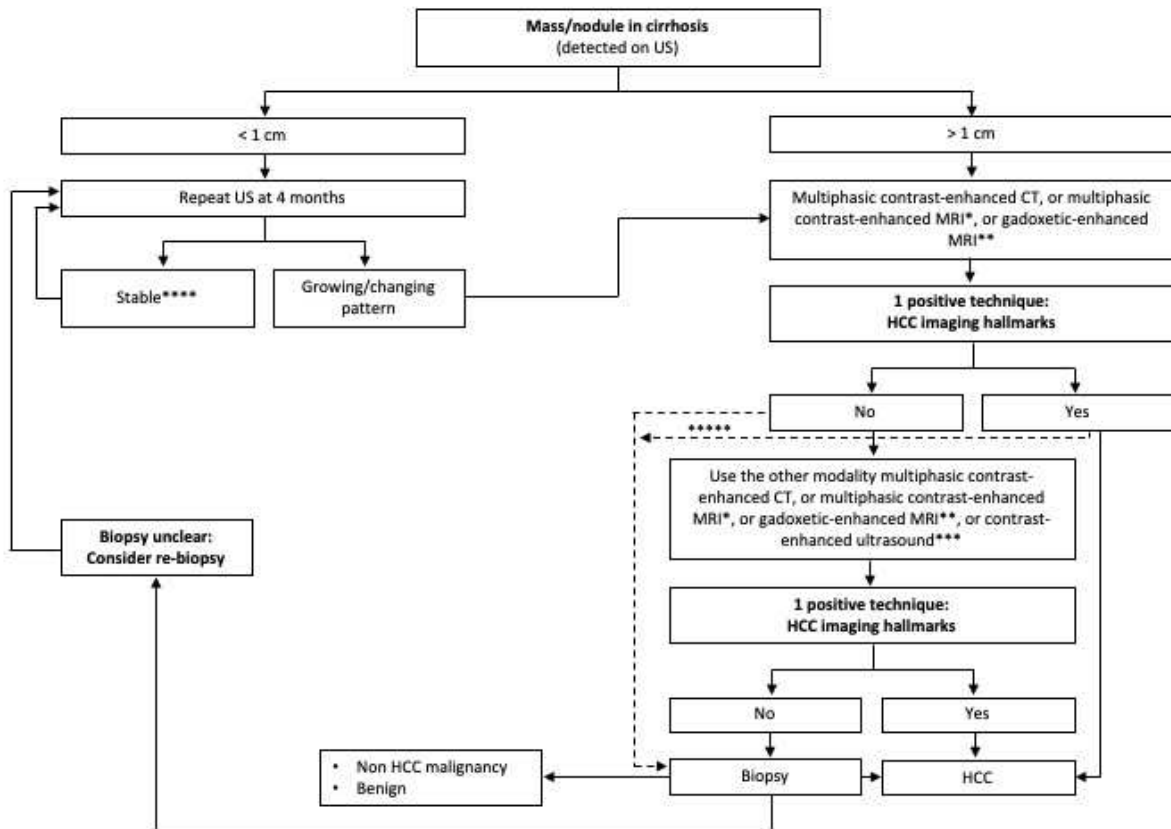 Mass/nodule in cirrhosis
(detected on US)
< 1 cm
> 1 cm
Repeat US at 4 months
Multiphasic contrast-enhanced CT, or multiphasic
contrast-enhanced MRI*, or gadoxetic-enhanced
MRI**
Stable****
Growing/changing
pattern
1 positive technique:
HCC imaging hallmarks
No
Yes
*****
Use the other modality multiphasic contrast-
enhanced CT, or multiphasic contrast-enhanced
MRI*, or gadoxetic-enhanced MRI**, or contrast-
enhanced ultrasound***
Biopsy unclear:
Consider re-biopsy
1 positive technique:
HCC imaging hallmarks
No
Yes
• Non HCC malignancy
• Benign
Biopsy
HCC